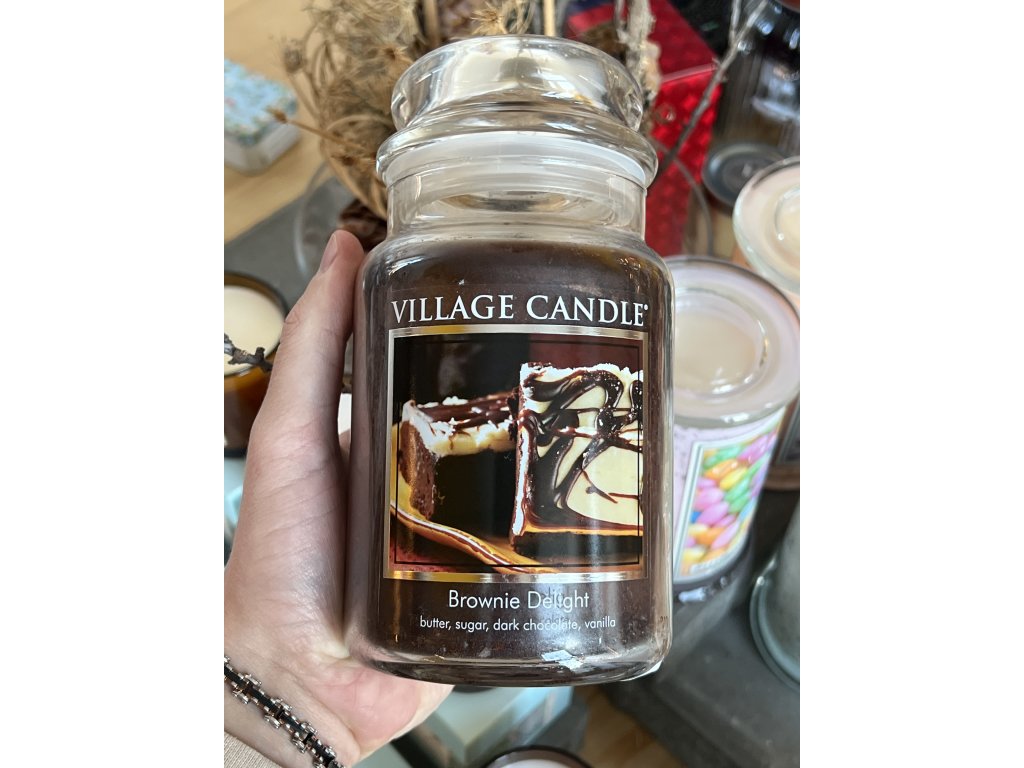 VILLAGE CANDLE®
Brownie Delight
butter, sugar, dark chocolate, vanilla